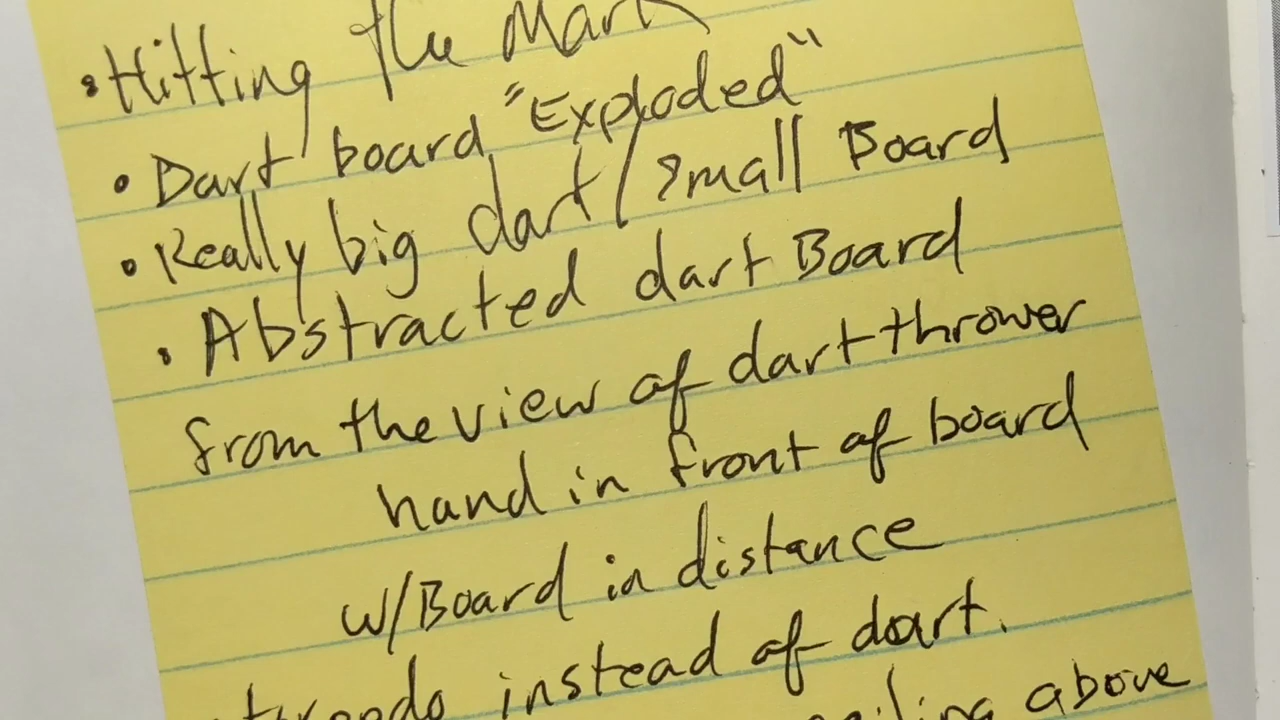 • Hitting the Mark
• Dart board "Exploded"
• Really big dart/small Board
• Abstracted dart Board
from the view of dart thrower
hand in front of board
w/Board in distance
instead of dart.
above